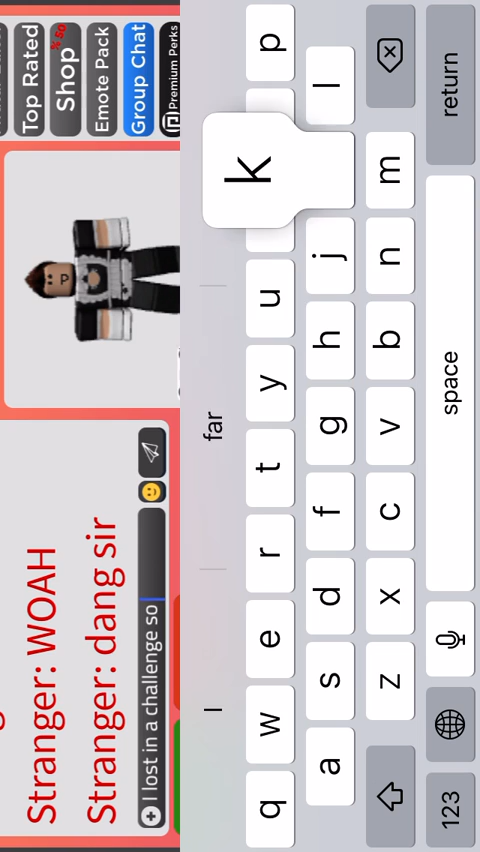 Top Rated
Shop
% 50
Emote Pack
Group Chat
Premium Perks
Stranger: WOAH
Stranger: dang sir
I lost in a challenge so
I
far
q w e r t y u p
a s d f g h j k l
z x c v b n m
123
space
return